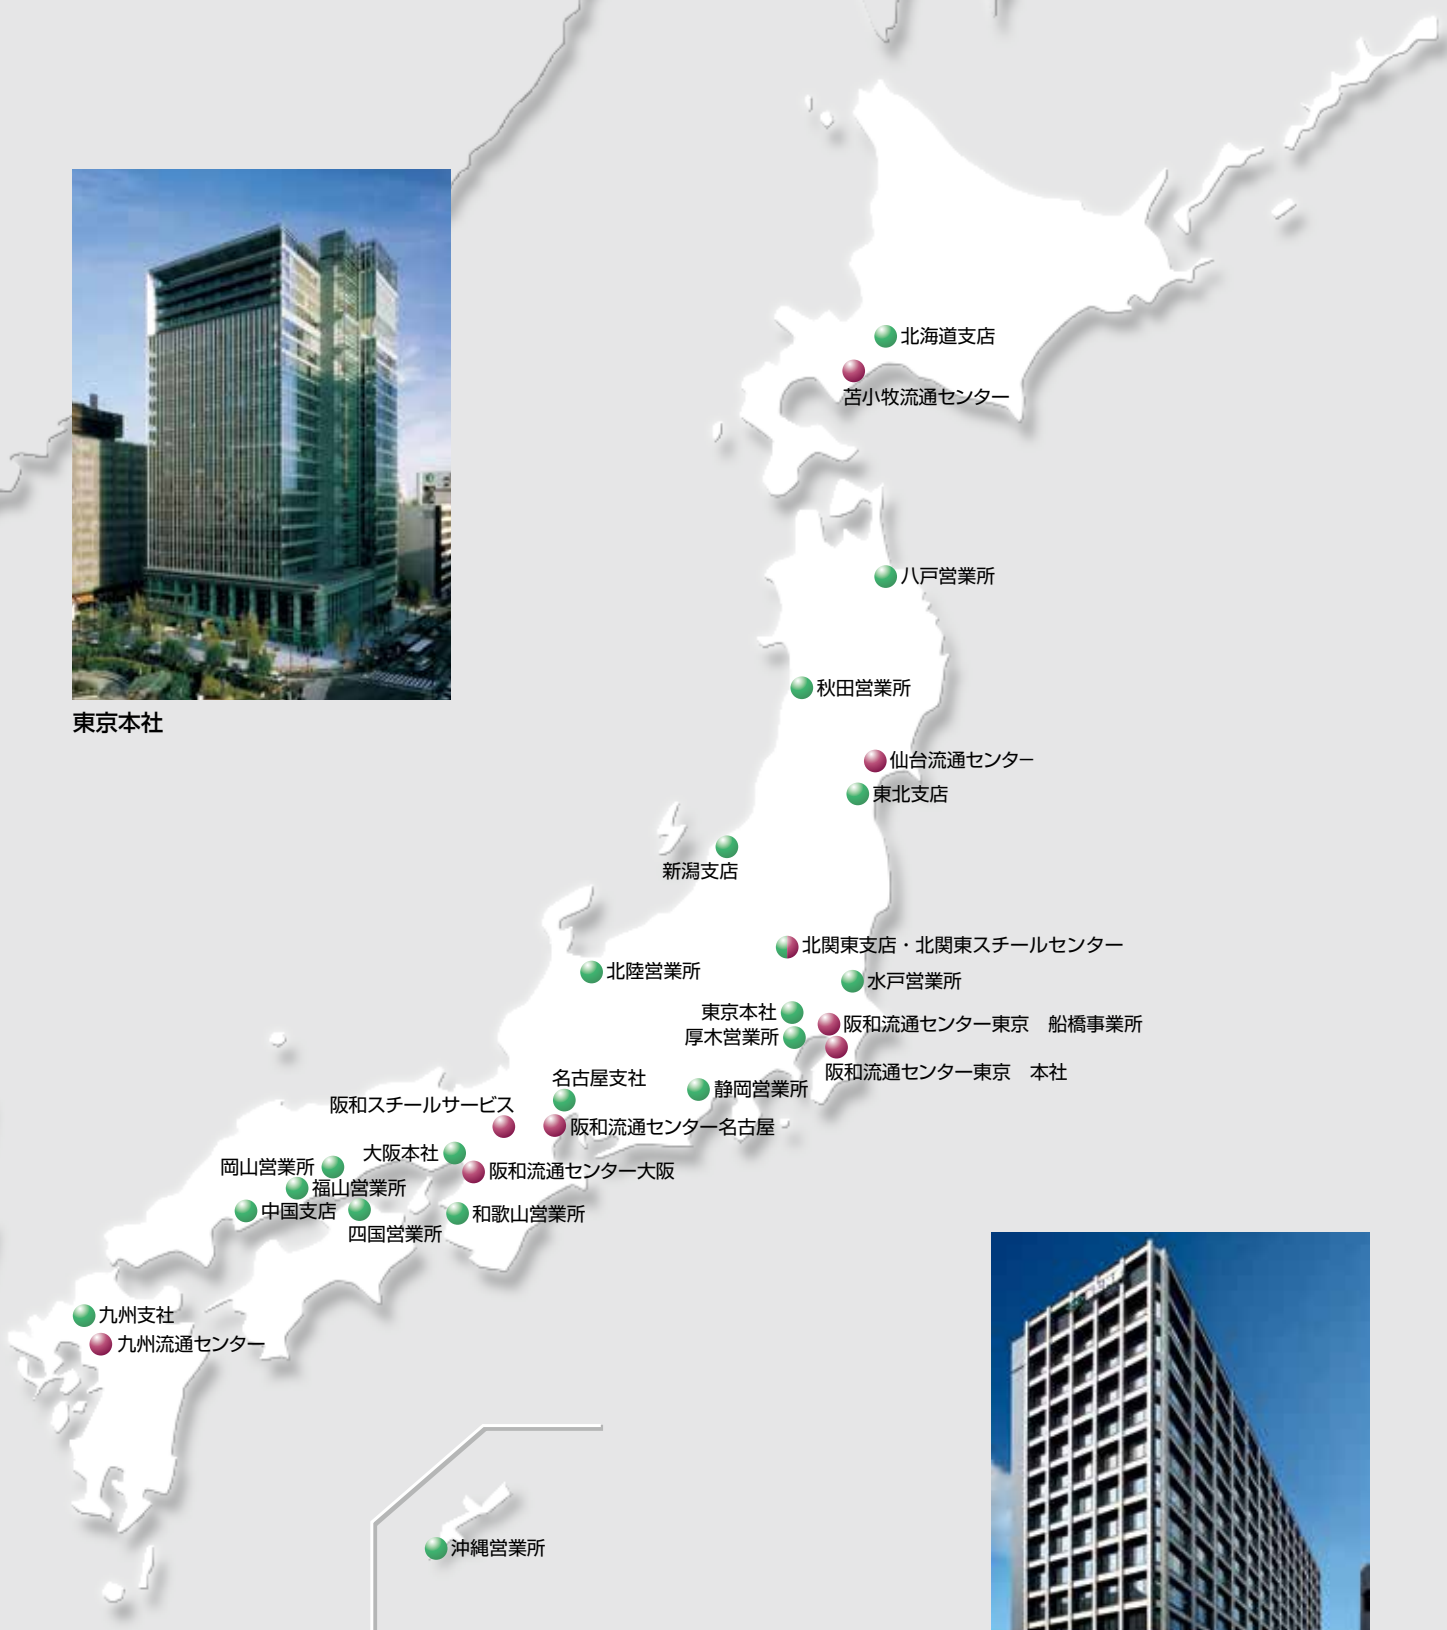 北海道支店
苫小牧流通センター
八戸営業所
秋田営業所
東京本社
仙台流通センター
東北支店
新潟支店
北関東支店・北関東スチールセンター
北陸営業所
水戸営業所
東京本社
阪和流通センター東京　船橋事業所
厚木営業所
阪和流通センター東京　本社
名古屋支社
静岡営業所
阪和スチールサービス
阪和流通センター名古屋
大阪本社
岡山営業所
阪和流通センター大阪
福山営業所
中国支店
和歌山営業所
四国営業所
九州支社
九州流通センター
沖縄営業所